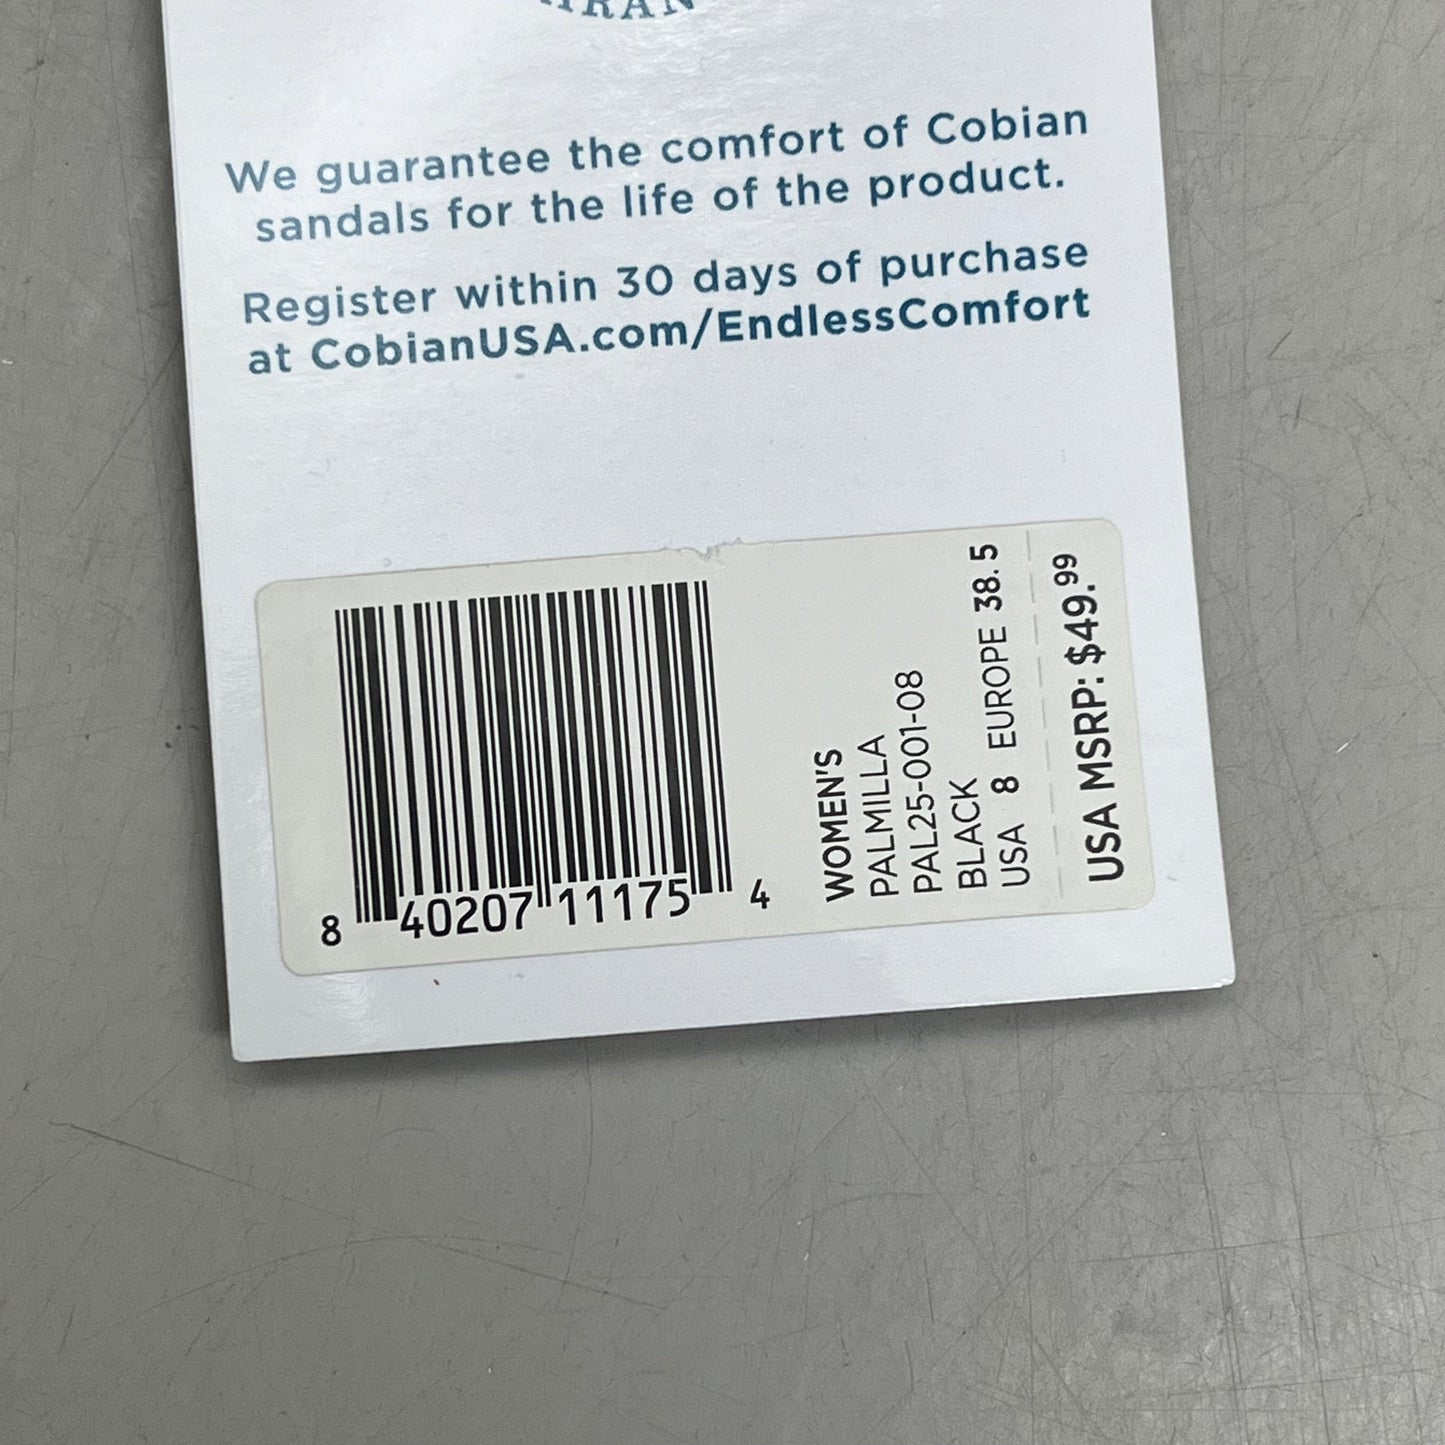 We guarantee the comfort of Cobian
sandals for the life of the product.
Register within 30 days of purchase
at CobianUSA.com/EndlessComfort
8 40207 11175 4
WOMEN'S
PALMILLA
PAL25-001-08
BLACK
USA 8 EUROPE 38.5
USA MSRP: $49.99